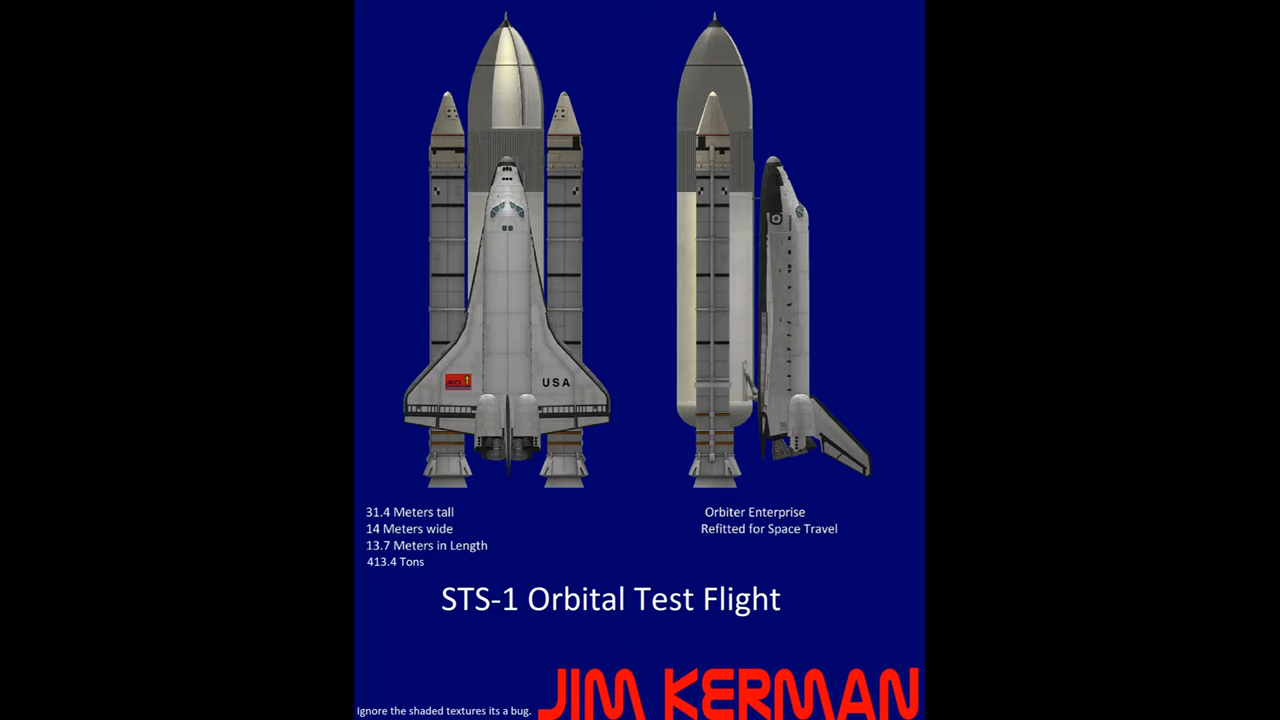 USA
31.4 Meters tall
14 Meters wide
13.7 Meters in Length
413.4 Tons
Orbiter Enterprise
Refitted for Space Travel
STS-1 Orbital Test Flight
Ignore the shaded textures its a bug.
JIM KERMAN